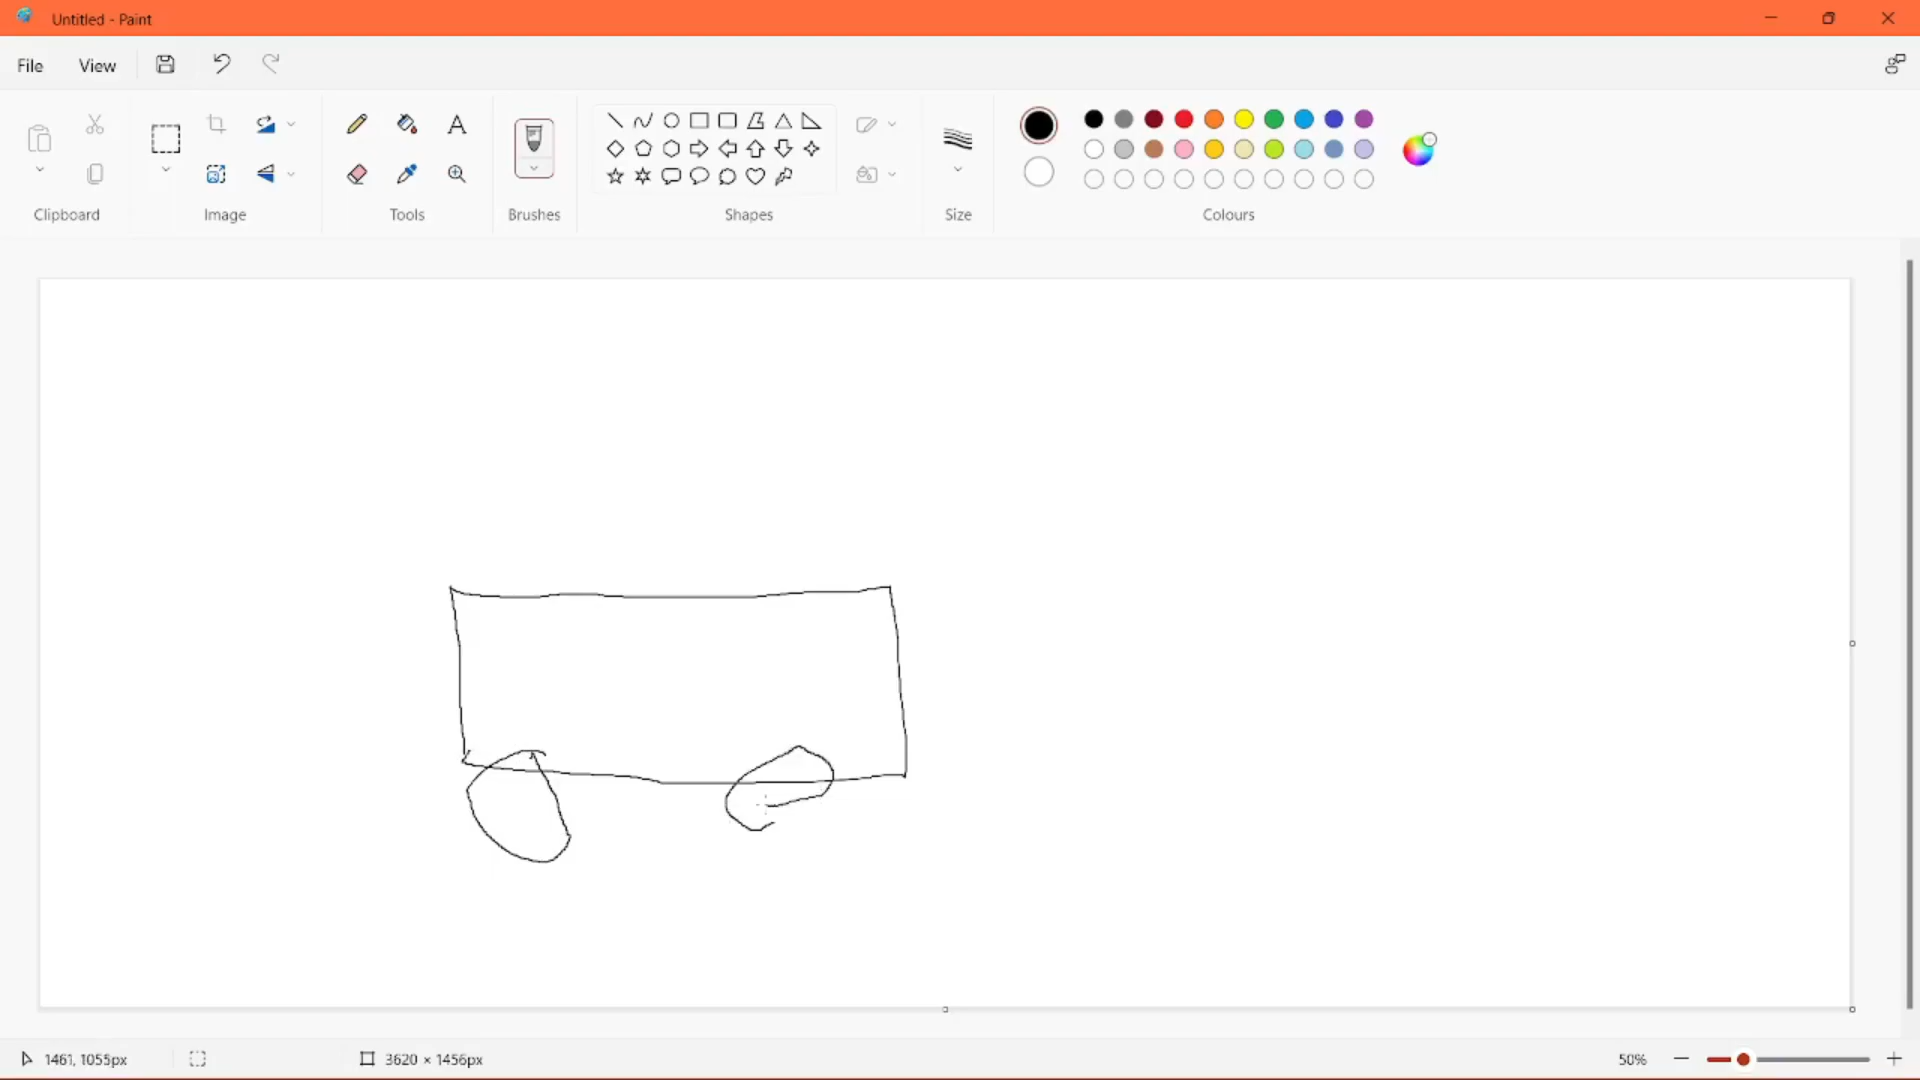 Untitled - Paint
File View
Clipboard Image Tools Brushes Shapes Size Colours
1461, 1055px 3620 × 1456px 50%